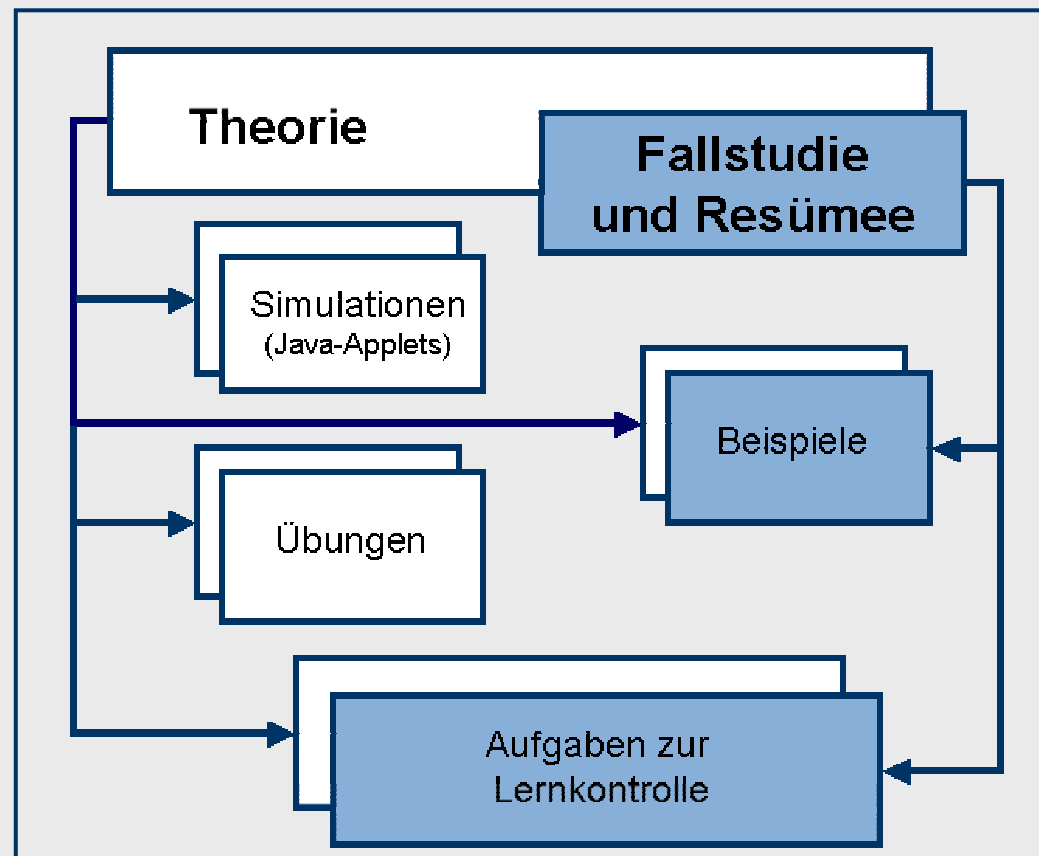 Theorie
Fallstudie
und Resümee
Simulationen
(Java-Applets)
Beispiele
Übungen
Aufgaben zur
Lernkontrolle